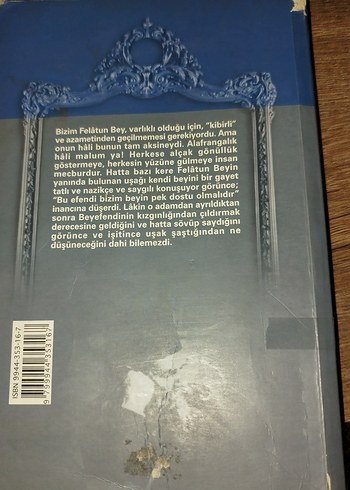 Bizim Felâtun Bey, varlıklı olduğu için, "kibirli"
ve azametinden geçilmemesi gerekiyordu. Ama
onun hâli bunun tam aksineydi. Alafrangalık
hâli malum ya! Herkese alçak gönüllülük
göstermeye, herkesin yüzüne gülmeye insan
mecburdur. Hatta bazı kere Felâtun Beyin
yanında bulunan uşağı kendi beyini bir gayet
tatlı ve nazikçe ve saygılı konuşuyor görünce;
"Bu efendi bizim beyin pek dostu olmalıdır"
inancına düşerdi. Lâkin o adamdan ayrıldıktan
sonra Beyefendinin kızgınlığından çıldırmak
derecesine geldiğini ve hatta sövüp saydığını
görünce ve işitince uşak şaştığından ne
düşüneceğini dahi bilemezdi.
ISBN 9944-353-16-7
9 799944 353167